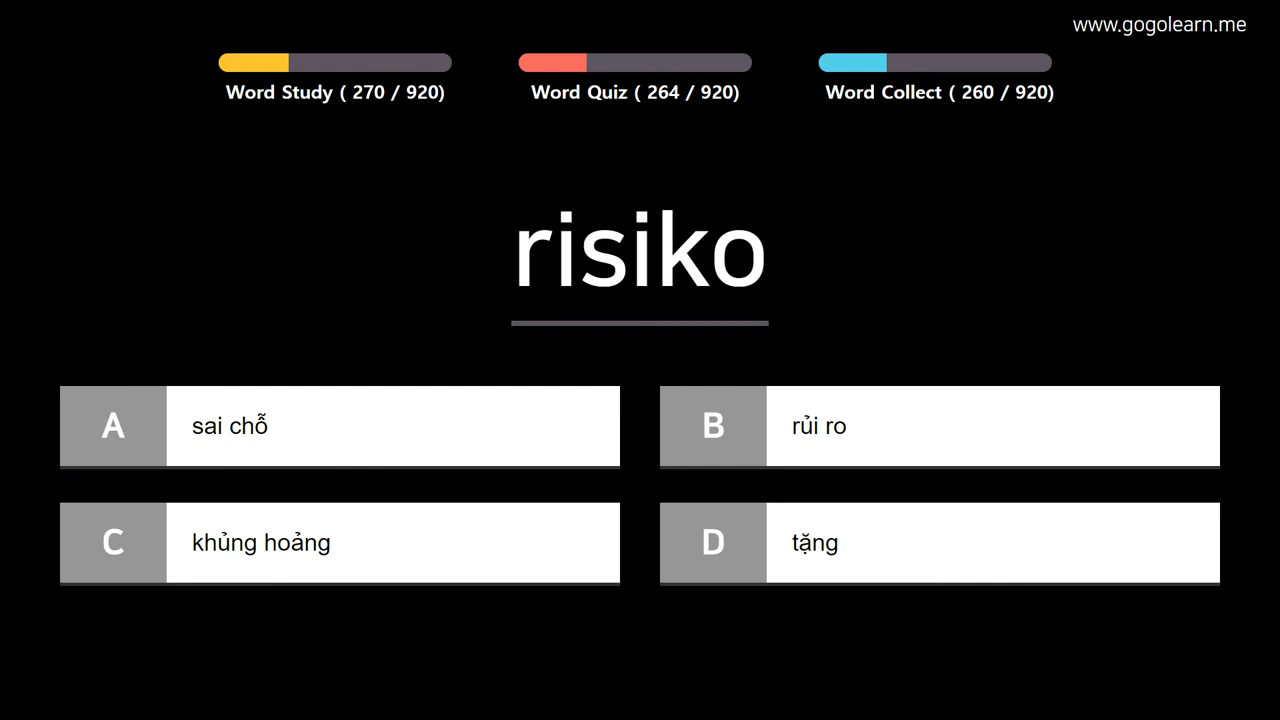 www.gogolearn.me
Word Study ( 270 / 920)
Word Quiz ( 264 / 920)
Word Collect ( 260 / 920)
risiko
A
sai chỗ
B
rủi ro
C
khủng hoảng
D
tặng